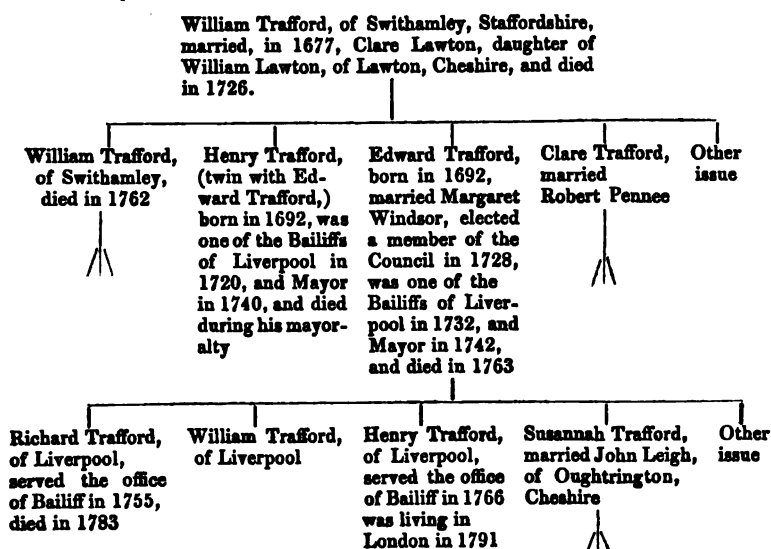 William Trafford, of Swithamley, Staffordshire,
married, in 1677, Clare Lawton, daughter of
William Lawton, of Lawton, Cheshire, and died
in 1726.
William Trafford,
of Swithamley,
died in 1762
Henry Trafford,
(twin with Ed-
ward Trafford,)
born in 1692, was
one of the Bailiffs
of Liverpool in
1720, and Mayor
in 1740, and died
during his mayor-
alty
Edward Trafford,
born in 1692,
married Margaret
Windsor, elected
a member of the
Council in 1728,
was one of the
Bailiffs of Liver-
pool in 1732, and
Mayor in 1742,
and died in 1763
Clare Trafford,
married
Robert Pennee
Other
issue
Richard Trafford,
of Liverpool,
served the office
of Bailiff in 1755,
died in 1783
William Trafford,
of Liverpool
Henry Trafford,
of Liverpool,
served the office
of Bailiff in 1766
was living in
London in 1791
Susannah Trafford,
married John Leigh,
of Oughtrington,
Cheshire
Other
issue